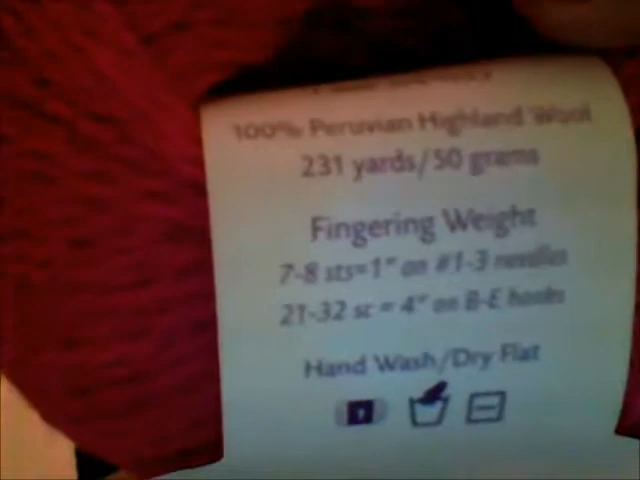 100% Peruvian Highland Wool
231 yards/50 grams
Fingering Weight
7-8 sts=1" on #1-3 needles
21-32 sc = 4" on B-E hooks
Hand Wash/Dry Flat
1